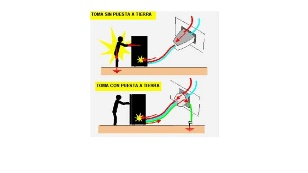 TOMA SIN PUESTA A TIERRA
TOMA CON PUESTA A TIERRA